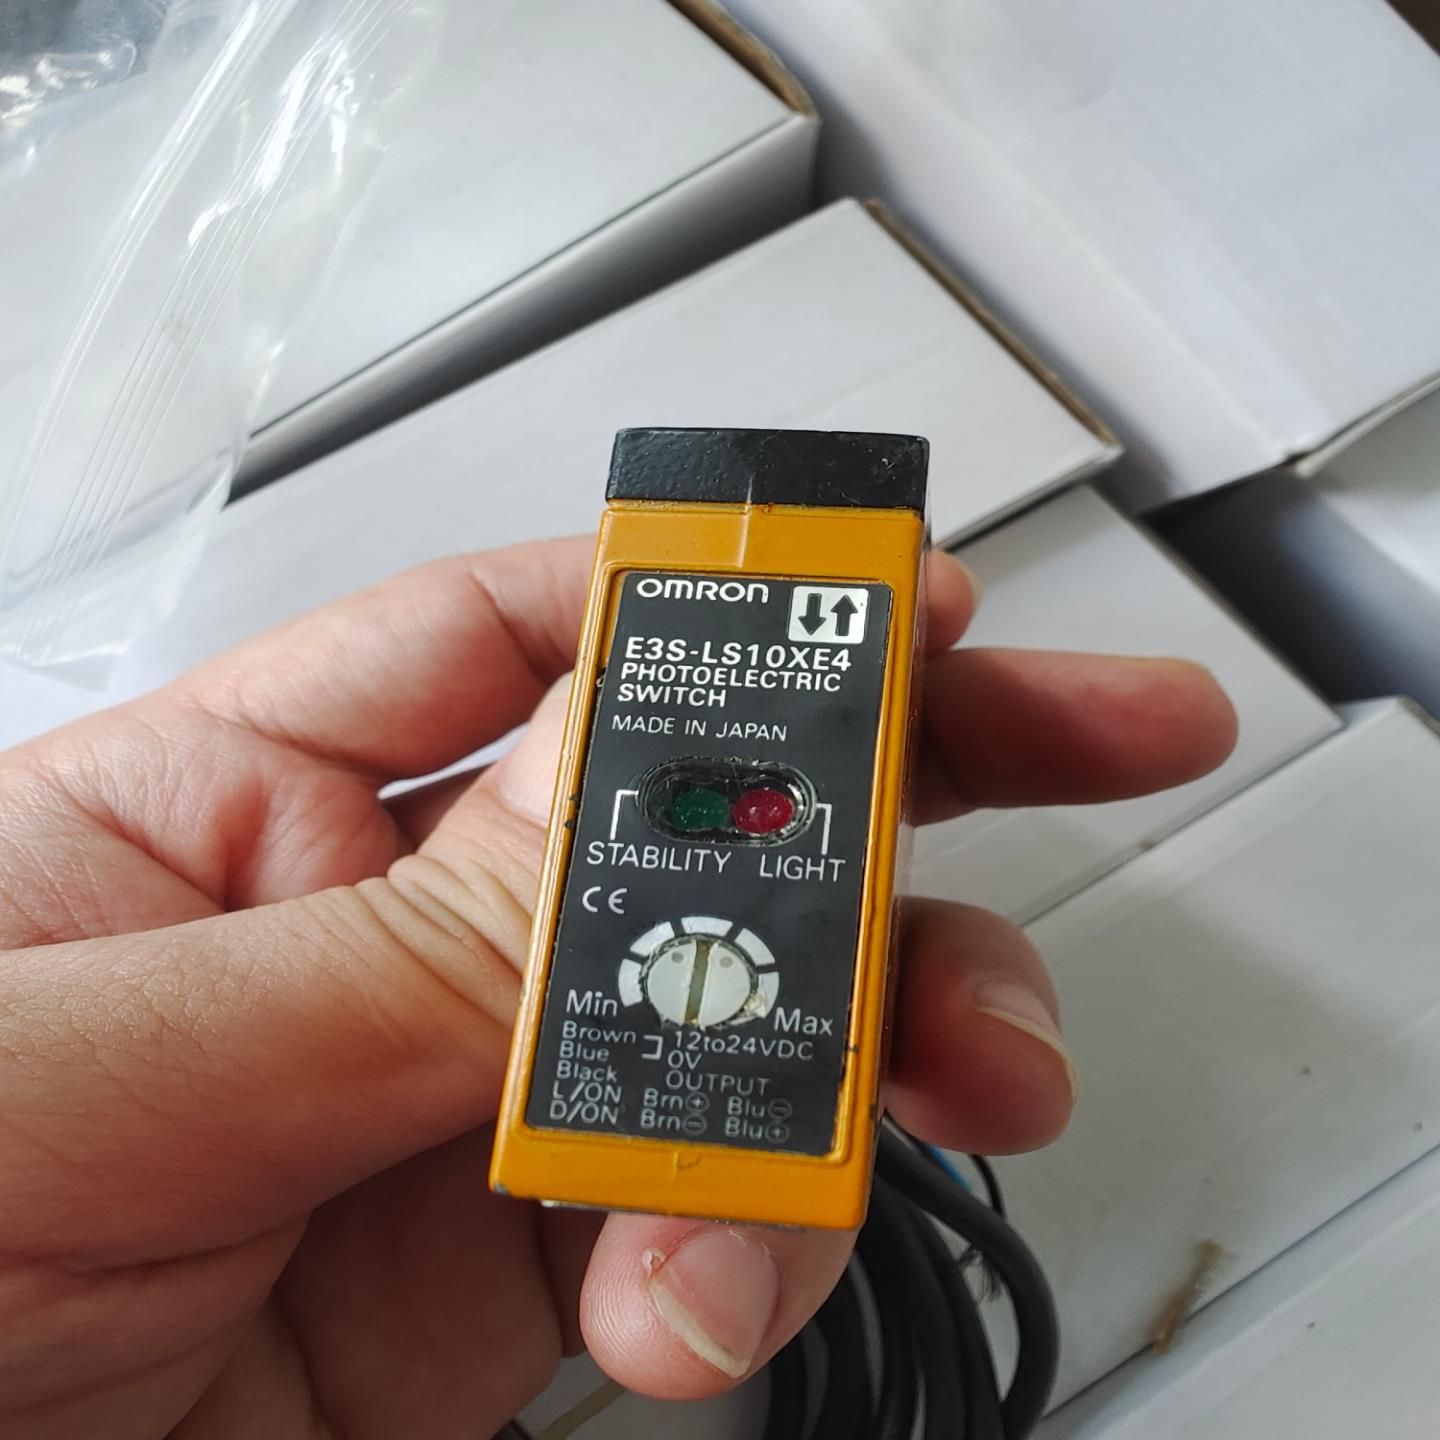 OMRON
E3S-LS10XE4
PHOTOELECTRIC
SWITCH
MADE IN JAPAN
STABILITY LIGHT
CE
Min Max
Brown 12to24VDC
Blue 0V
Black OUTPUT
L/ON Brn⊕ Blu⊖
D/ON Brn⊖ Blu⊕